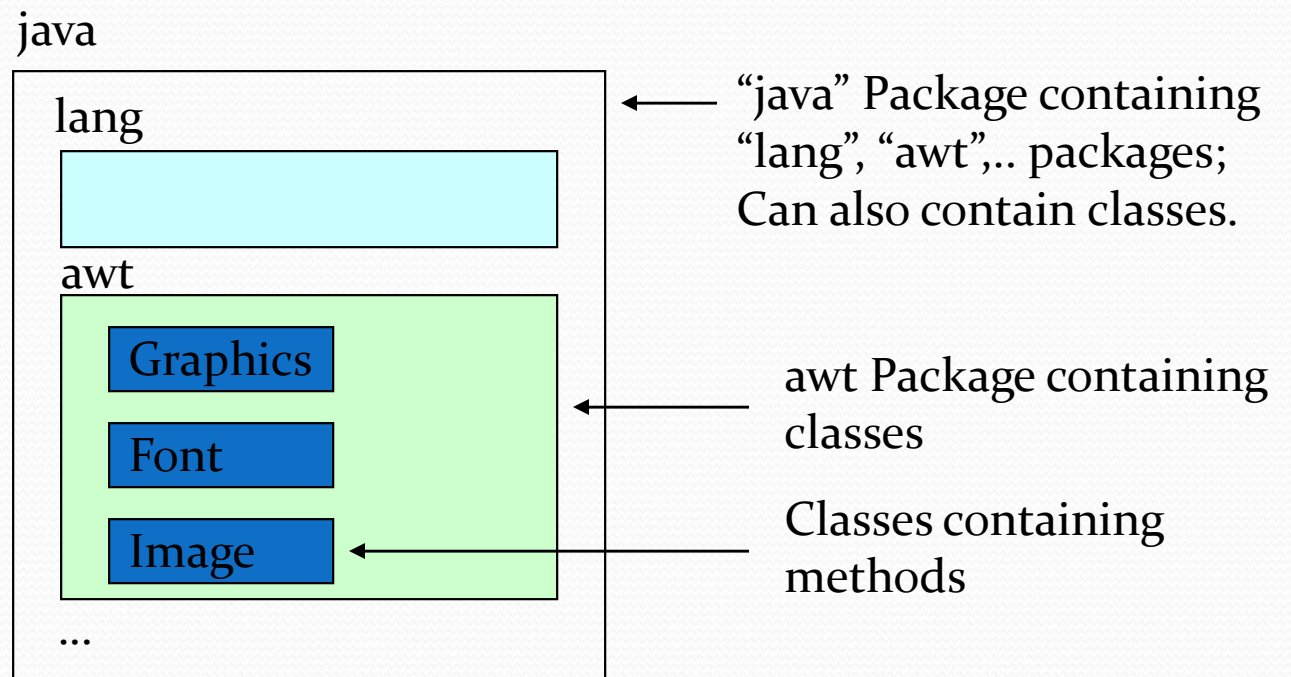 java
lang
awt
Graphics
Font
Image
...
“java” Package containing
“lang”, “awt”,.. packages;
Can also contain classes.
awt Package containing
classes
Classes containing
methods